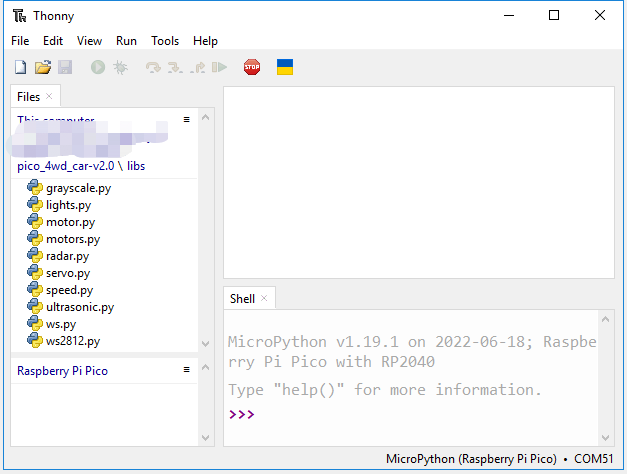 Thonny
File Edit View Run Tools Help
STOP
Files
This computer
pico_4wd_car-v2.0 \ libs
grayscale.py
lights.py
motor.py
motors.py
radar.py
servo.py
speed.py
ultrasonic.py
ws.py
ws2812.py
Raspberry Pi Pico
Shell
MicroPython v1.19.1 on 2022-06-18; Raspbe
rry Pi Pico with RP2040
Type "help()" for more information.
>>>
MicroPython (Raspberry Pi Pico) • COM51